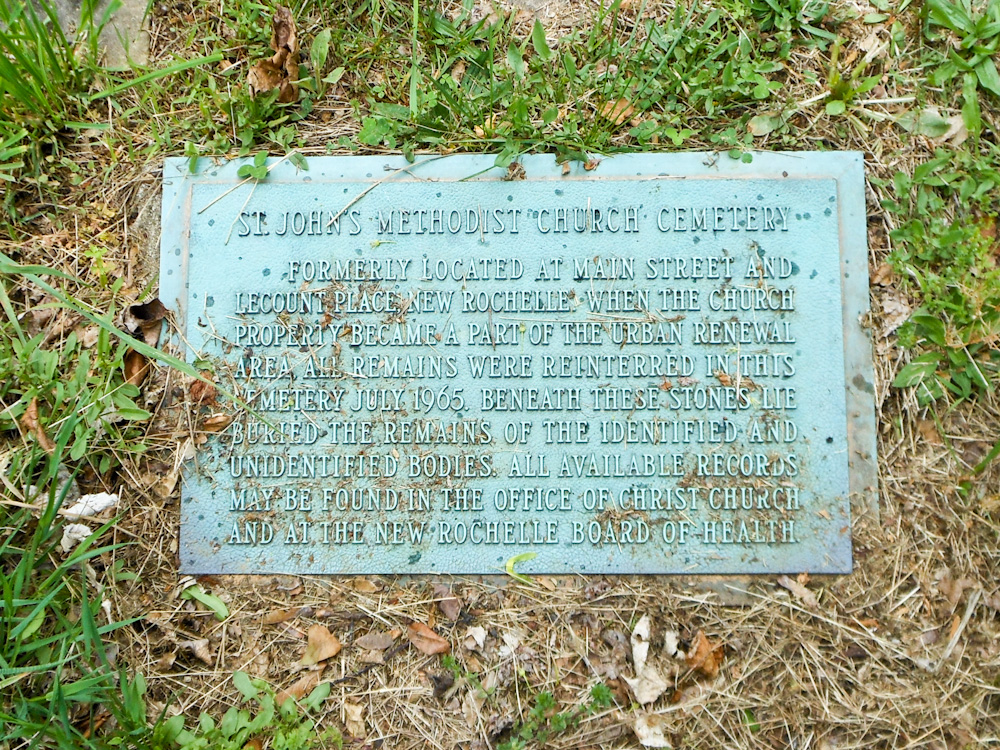 ST. JOHN'S METHODIST CHURCH CEMETERY
FORMERLY LOCATED AT MAIN STREET AND
LECOUNT PLACE, NEW ROCHELLE. WHEN THE CHURCH
PROPERTY BECAME A PART OF THE URBAN RENEWAL
AREA ALL REMAINS WERE REINTERRED IN THIS
CEMETERY JULY 1965. BENEATH THESE STONES LIE
BURIED THE REMAINS OF THE IDENTIFIED AND
UNIDENTIFIED BODIES. ALL AVAILABLE RECORDS
MAY BE FOUND IN THE OFFICE OF CHRIST CHURCH
AND AT THE NEW ROCHELLE BOARD OF HEALTH